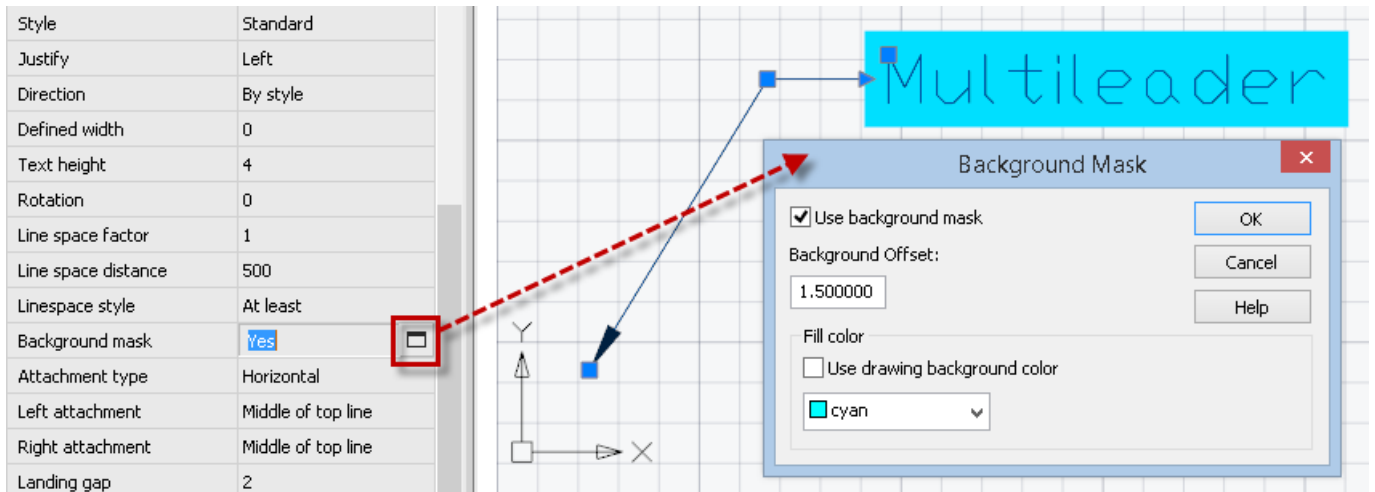 Style Standard
Justify Left
Direction By style
Defined width 0
Text height 4
Rotation 0
Line space factor 1
Line space distance 500
Linespace style At least
Background mask Yes
Attachment type Horizontal
Left attachment Middle of top line
Right attachment Middle of top line
Landing gap 2
Multileader
Background Mask
Use background mask
OK
Background Offset:
Cancel
1.500000
Help
Fill color
Use drawing background color
cyan
Y
X